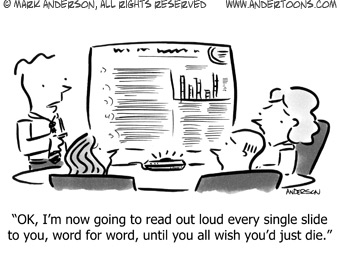 © MARK ANDERSON, ALL RIGHTS RESERVED WWW.ANDERTOONS.COM
ANDERSON
"OK, I'm now going to read out loud every single slide
to you, word for word, until you all wish you'd just die."